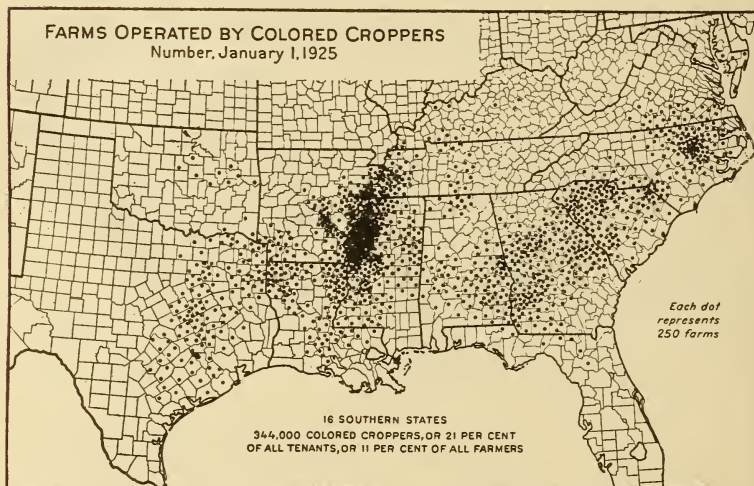 FARMS OPERATED BY COLORED CROPPERS
Number, January 1, 1925
Each dot
represents
250 farms
16 SOUTHERN STATES
344,000 COLORED CROPPERS, OR 21 PER CENT
OF ALL TENANTS, OR 11 PER CENT OF ALL FARMERS